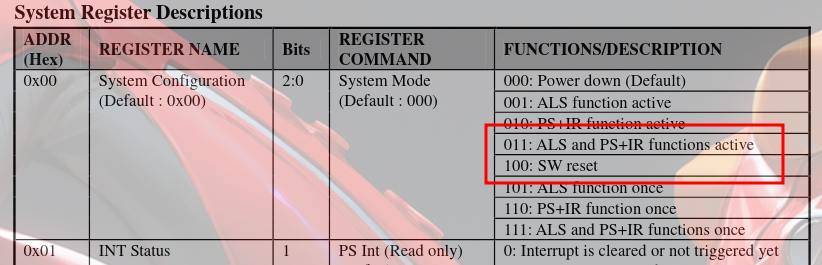 System Register Descriptions
ADDR (Hex) REGISTER NAME Bits REGISTER COMMAND FUNCTIONS/DESCRIPTION
0x00 System Configuration 2:0 System Mode 000: Power down (Default)
(Default : 0x00) (Default : 000) 001: ALS function active
010: PS+IR function active
011: ALS and PS+IR functions active
100: SW reset
101: ALS function once
110: PS+IR function once
111: ALS and PS+IR functions once
0x01 INT Status 1 PS Int (Read only) 0: Interrupt is cleared or not triggered yet